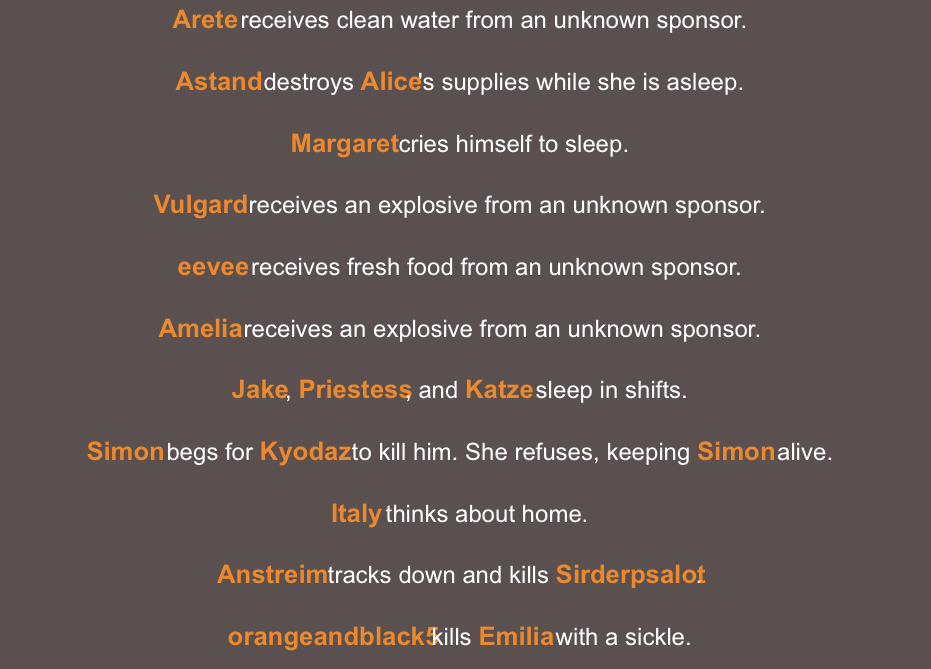 Arete receives clean water from an unknown sponsor.
Astand destroys Alice's supplies while she is asleep.
Margaret cries himself to sleep.
Vulgard receives an explosive from an unknown sponsor.
eevee receives fresh food from an unknown sponsor.
Amelia receives an explosive from an unknown sponsor.
Jake, Priestess, and Katze sleep in shifts.
Simon begs for Kyodaz to kill him. She refuses, keeping Simon alive.
Italy thinks about home.
Anstreim tracks down and kills Sirderpsalot.
orangeandblack5 kills Emilia with a sickle.